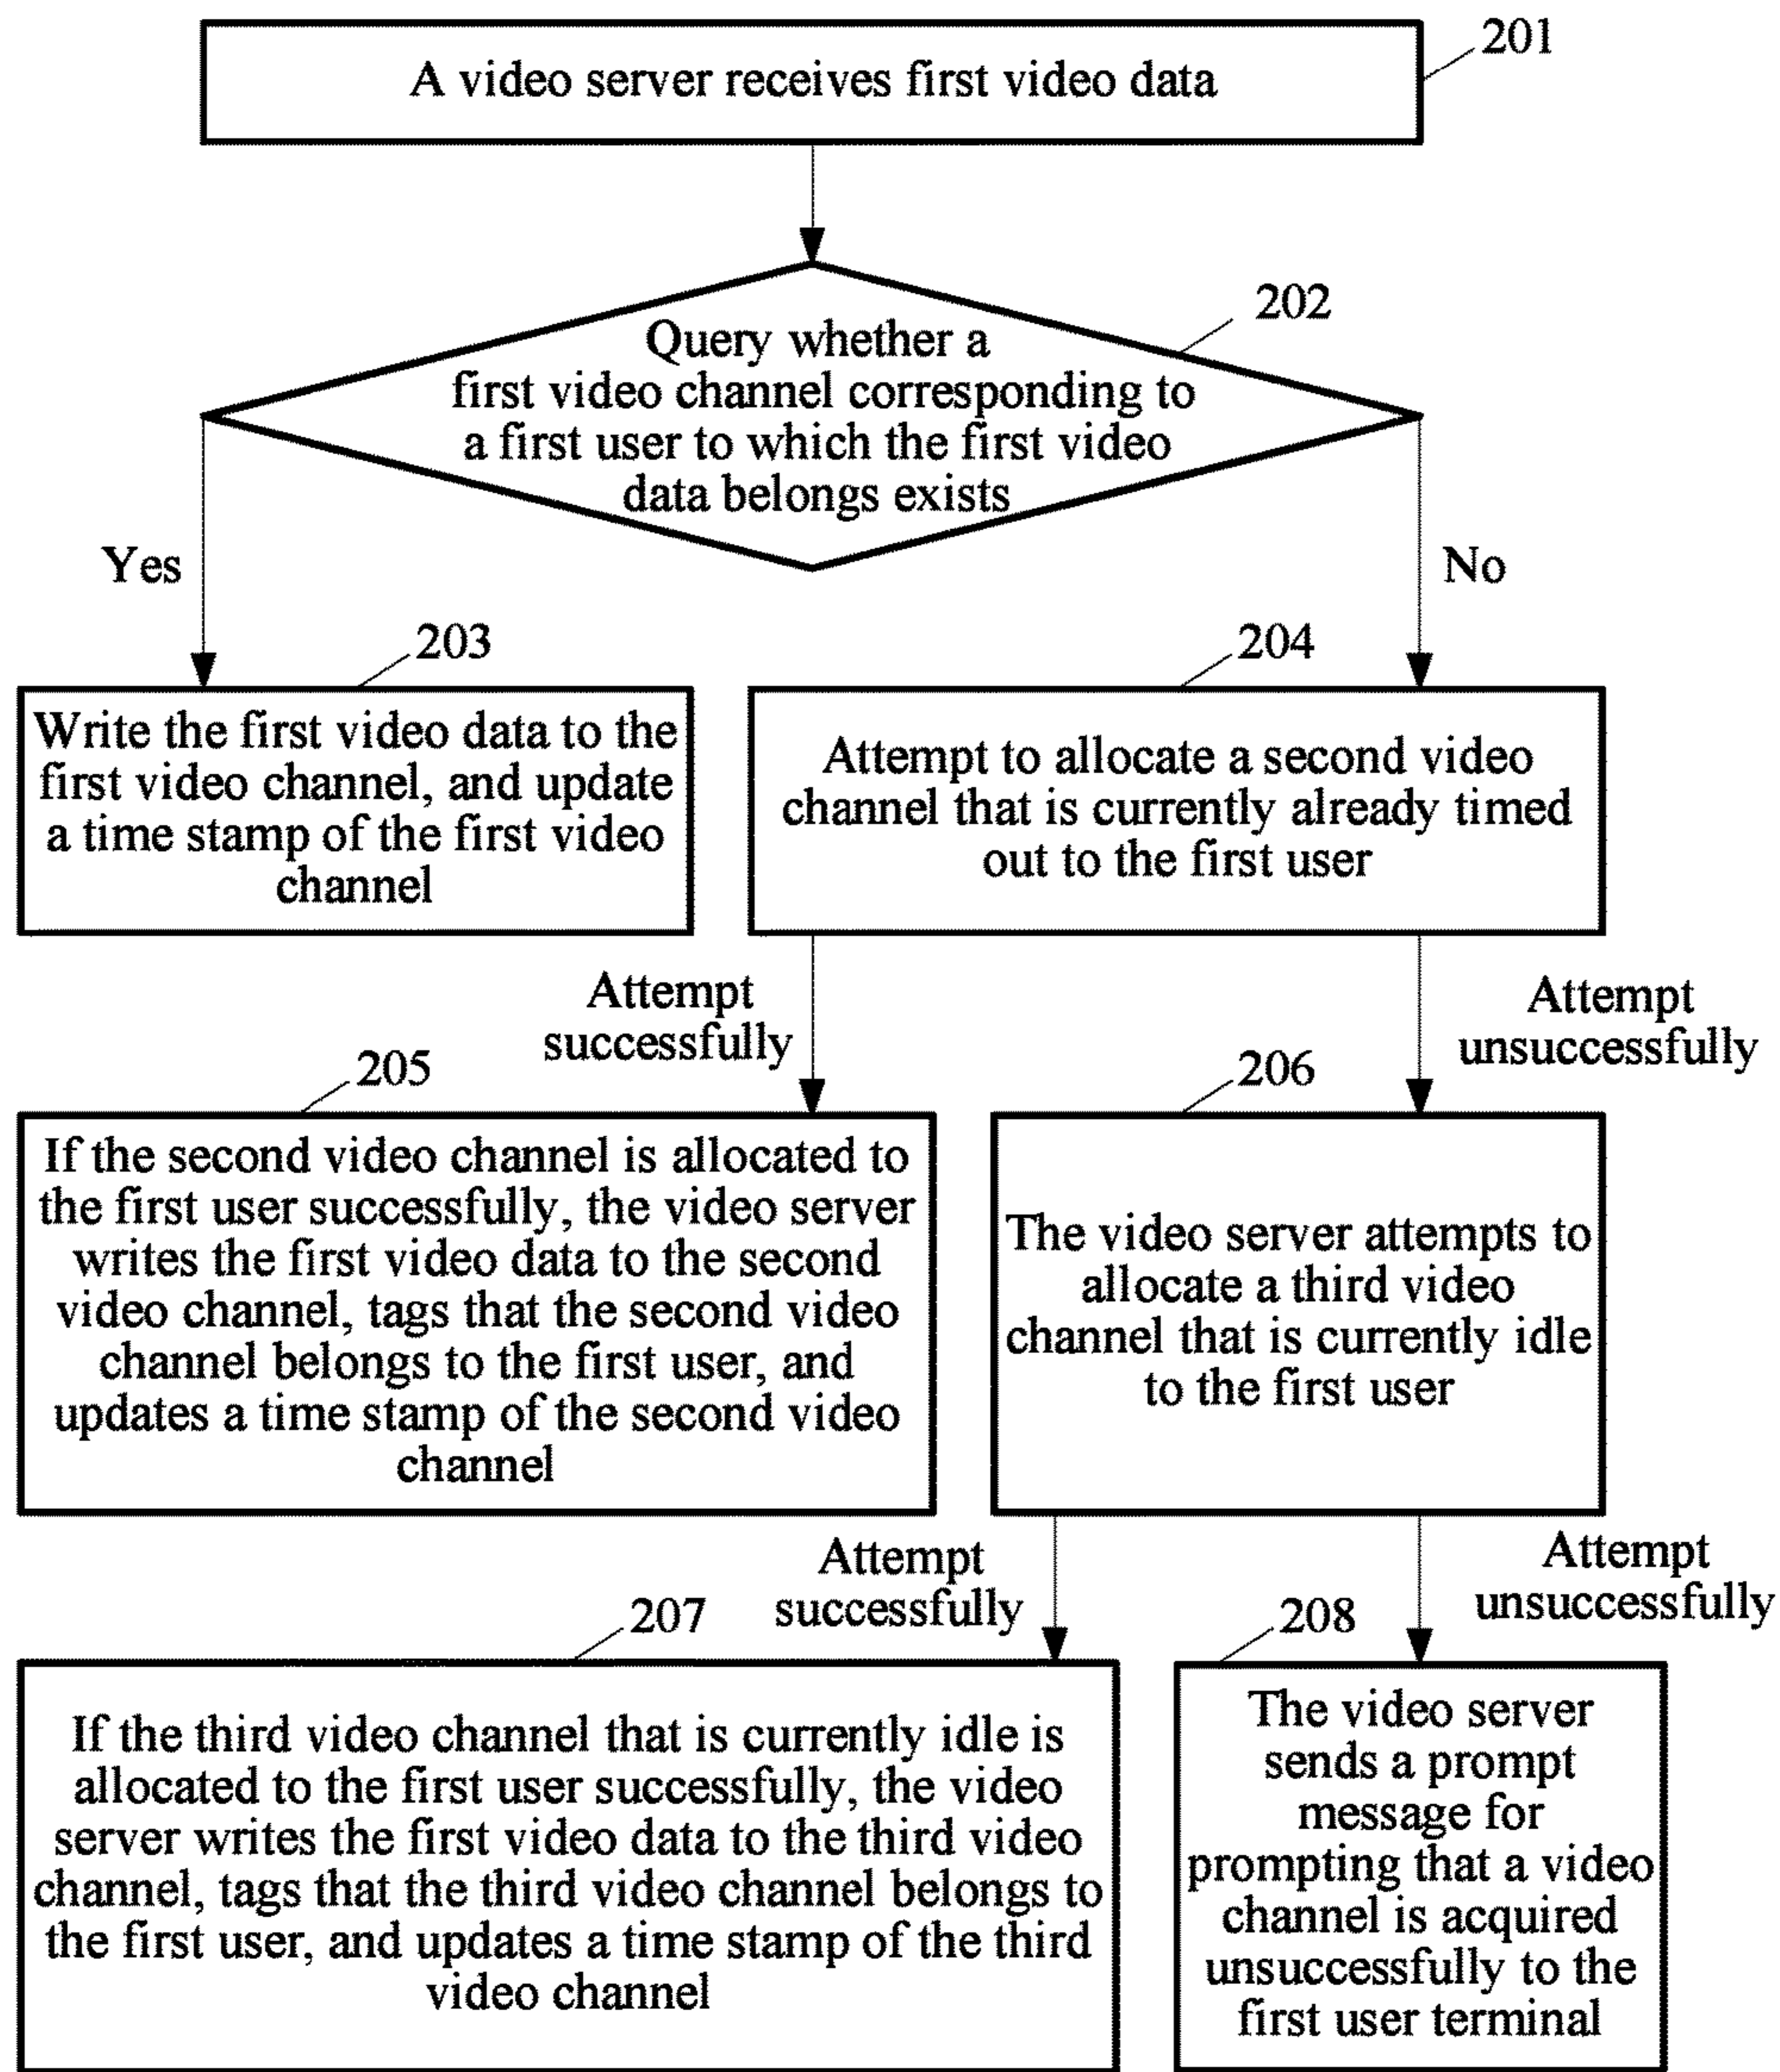 201
A video server receives first video data
202
Query whether a
first video channel corresponding to
a first user to which the first video
data belongs exists
Yes
No
203
204
Write the first video data to the
first video channel, and update
a time stamp of the first video
channel
Attempt to allocate a second video
channel that is currently already timed
out to the first user
Attempt
successfully
Attempt
unsuccessfully
205
206
If the second video channel is allocated to
the first user successfully, the video server
writes the first video data to the second
video channel, tags that the second video
channel belongs to the first user, and
updates a time stamp of the second video
channel
The video server attempts to
allocate a third video
channel that is currently idle
to the first user
Attempt
successfully
Attempt
unsuccessfully
207
208
If the third video channel that is currently idle is
allocated to the first user successfully, the video
server writes the first video data to the third video
channel, tags that the third video channel belongs to
the first user, and updates a time stamp of the third
video channel
The video server
sends a prompt
message for
prompting that a video
channel is acquired
unsuccessfully to the
first user terminal